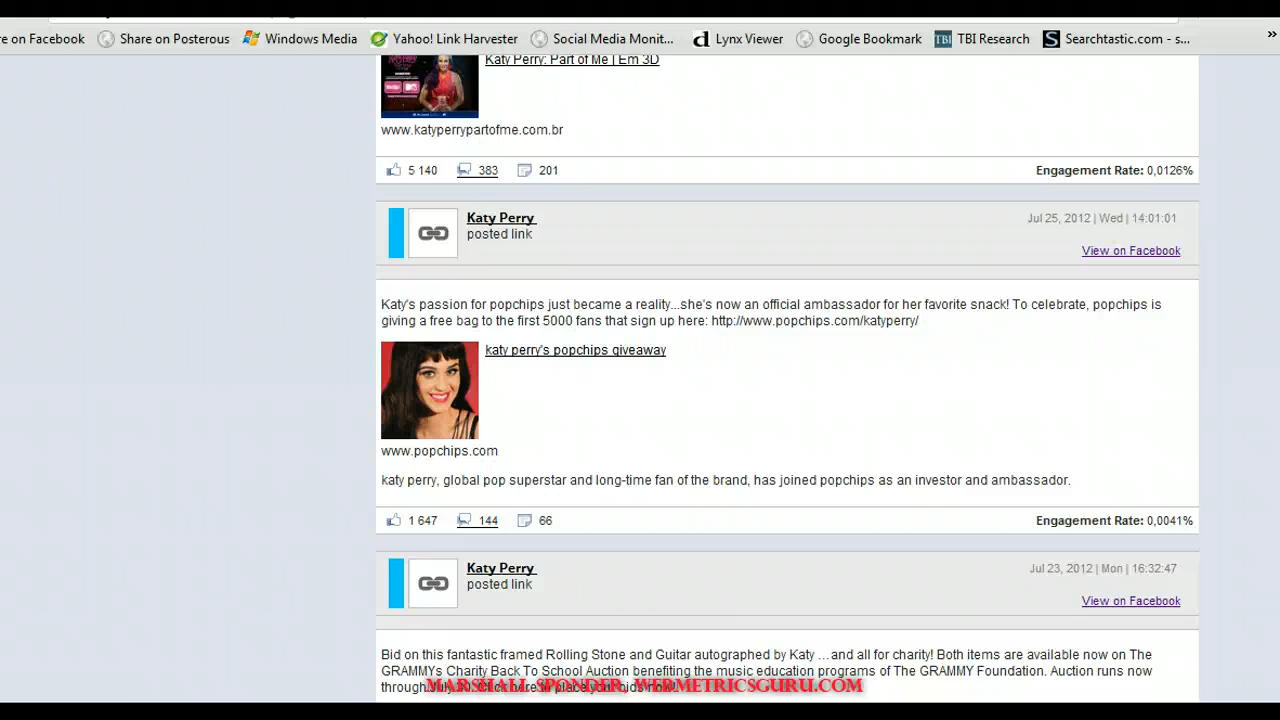 re on Facebook Share on Posterous Windows Media Yahoo! Link Harvester Social Media Monit... Lynx Viewer Google Bookmark TBI TBI Research S Searchtastic.com - s... »
Katy Perry: Part of Me | Em 3D
www.katyperrypartofme.com.br
5 140 383 201 Engagement Rate: 0,0126%
Katy Perry Jul 25, 2012 | Wed | 14:01:01
posted link
View on Facebook
Katy's passion for popchips just became a reality...she's now an official ambassador for her favorite snack! To celebrate, popchips is
giving a free bag to the first 5000 fans that sign up here: http://www.popchips.com/katyperry/
katy perry's popchips giveaway
www.popchips.com
katy perry, global pop superstar and long-time fan of the brand, has joined popchips as an investor and ambassador.
1 647 144 66 Engagement Rate: 0,0041%
Katy Perry Jul 23, 2012 | Mon | 16:32:47
posted link
View on Facebook
Bid on this fantastic framed Rolling Stone and Guitar autographed by Katy ...and all for charity! Both items are available now on The
GRAMMYs Charity Back To School Auction benefiting the music education programs of The GRAMMY Foundation. Auction runs now
through
MARSHALL SPONDER, WEBMETRICSGURU.COM